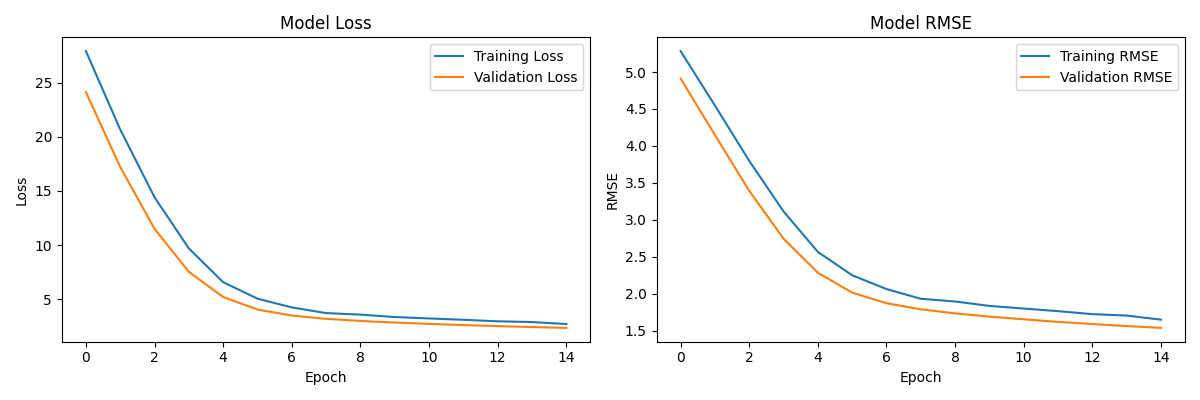 Model Loss
Training Loss
Validation Loss
25
20
15
10
5
Loss
0 2 4 6 8 10 12 14
Epoch
Model RMSE
Training RMSE
Validation RMSE
5.0
4.5
4.0
3.5
3.0
2.5
2.0
1.5
RMSE
0 2 4 6 8 10 12 14
Epoch